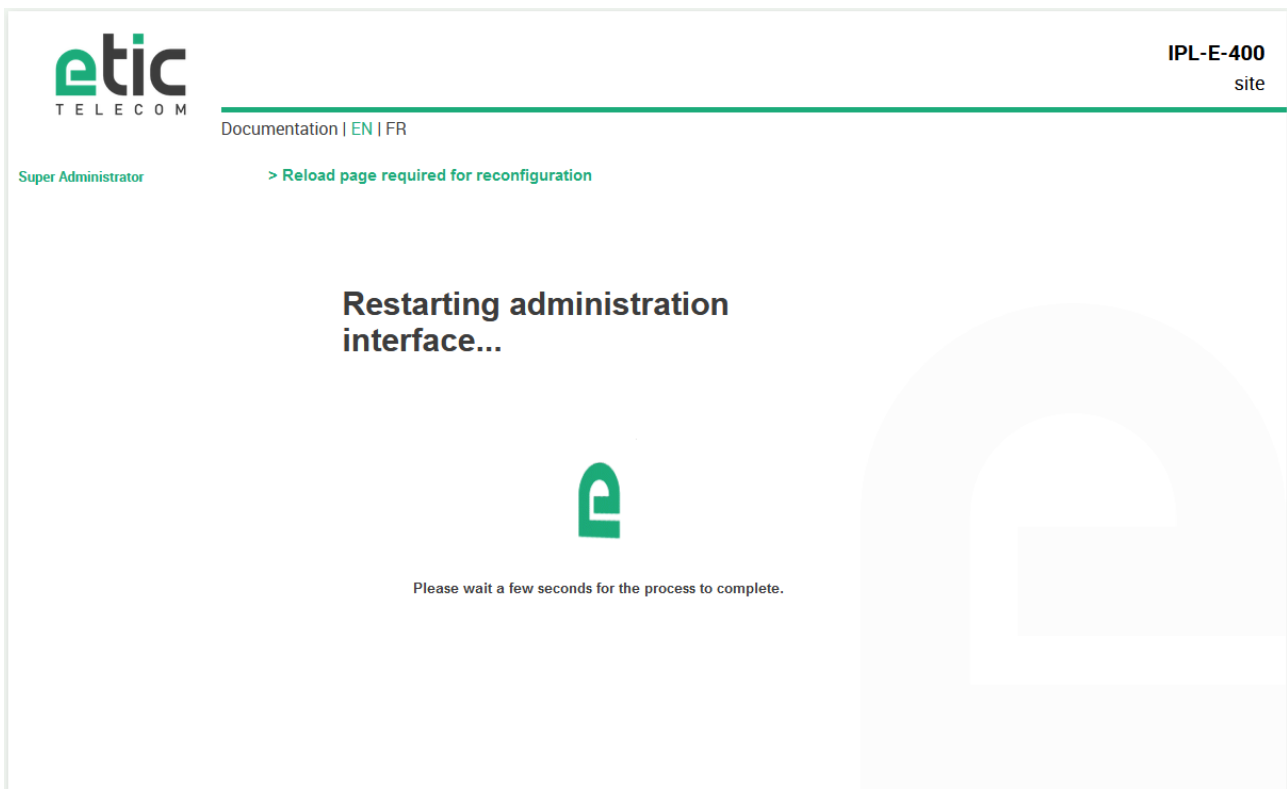 etic
TELECOM
IPL-E-400
site
Documentation | EN | FR
Super Administrator
> Reload page required for reconfiguration
Restarting administration
interface...
Please wait a few seconds for the process to complete.